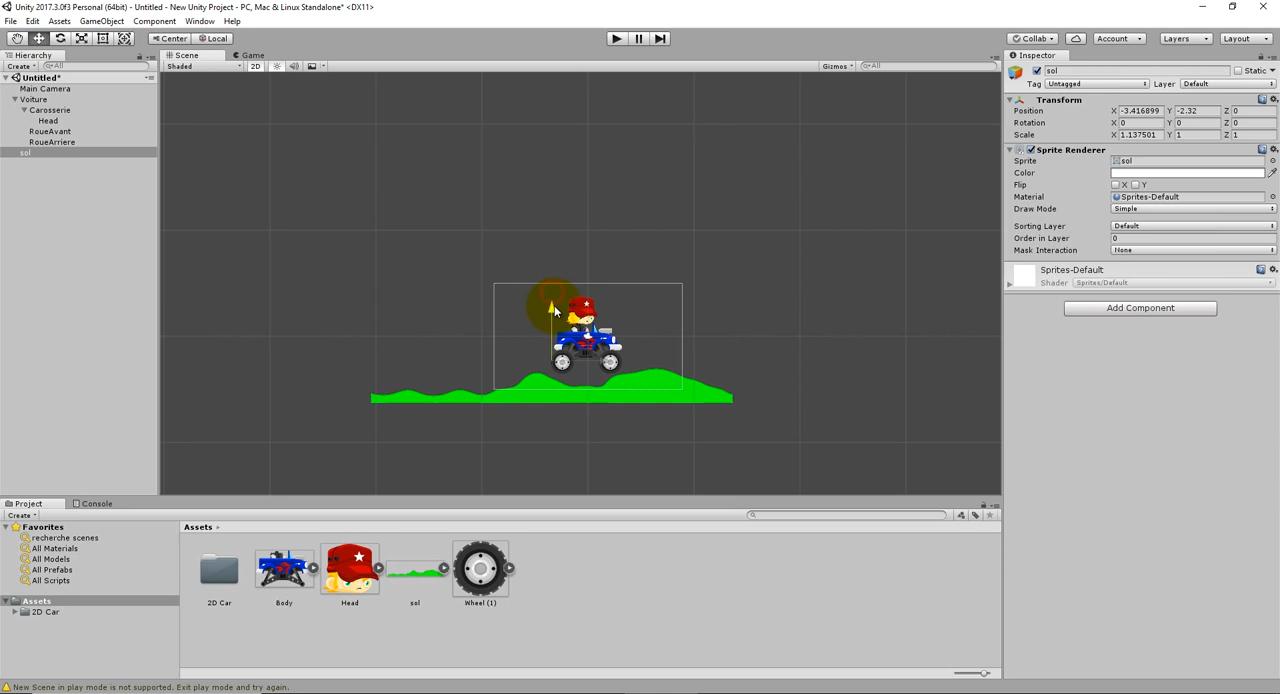 Unity 2017.3.0f3 Personal (64bit) - Untitled - New Unity Project - PC, Mac & Linux Standalone* <DX11>
File Edit Assets GameObject Component Window Help
Center Local Collab Account Layers Layout
Hierarchy Scene Game Inspector
Create All Shaded 2D Gizmos All
Untitled*
Main Camera
Voiture
Carosserie
Head
RoueAvant
RoueArriere
sol
sol Static
Tag Untagged Layer Default
Transform
Position X -3.416899 Y -2.32 Z 0
Rotation X 0 Y 0 Z 0
Scale X 1.137501 Y 1 Z 1
Sprite Renderer
Sprite sol
Color
Flip X Y
Material Sprites-Default
Draw Mode Simple
Sorting Layer Default
Order in Layer 0
Mask Interaction None
Sprites-Default
Shader Sprites/Default
Add Component
Project Console
Create
Favorites
recherche scenes
All Materials
All Models
All Prefabs
All Scripts
Assets
2D Car
Assets
2D Car Body Head sol Wheel (1)
New Scene in play mode is not supported. Exit play mode and try again.